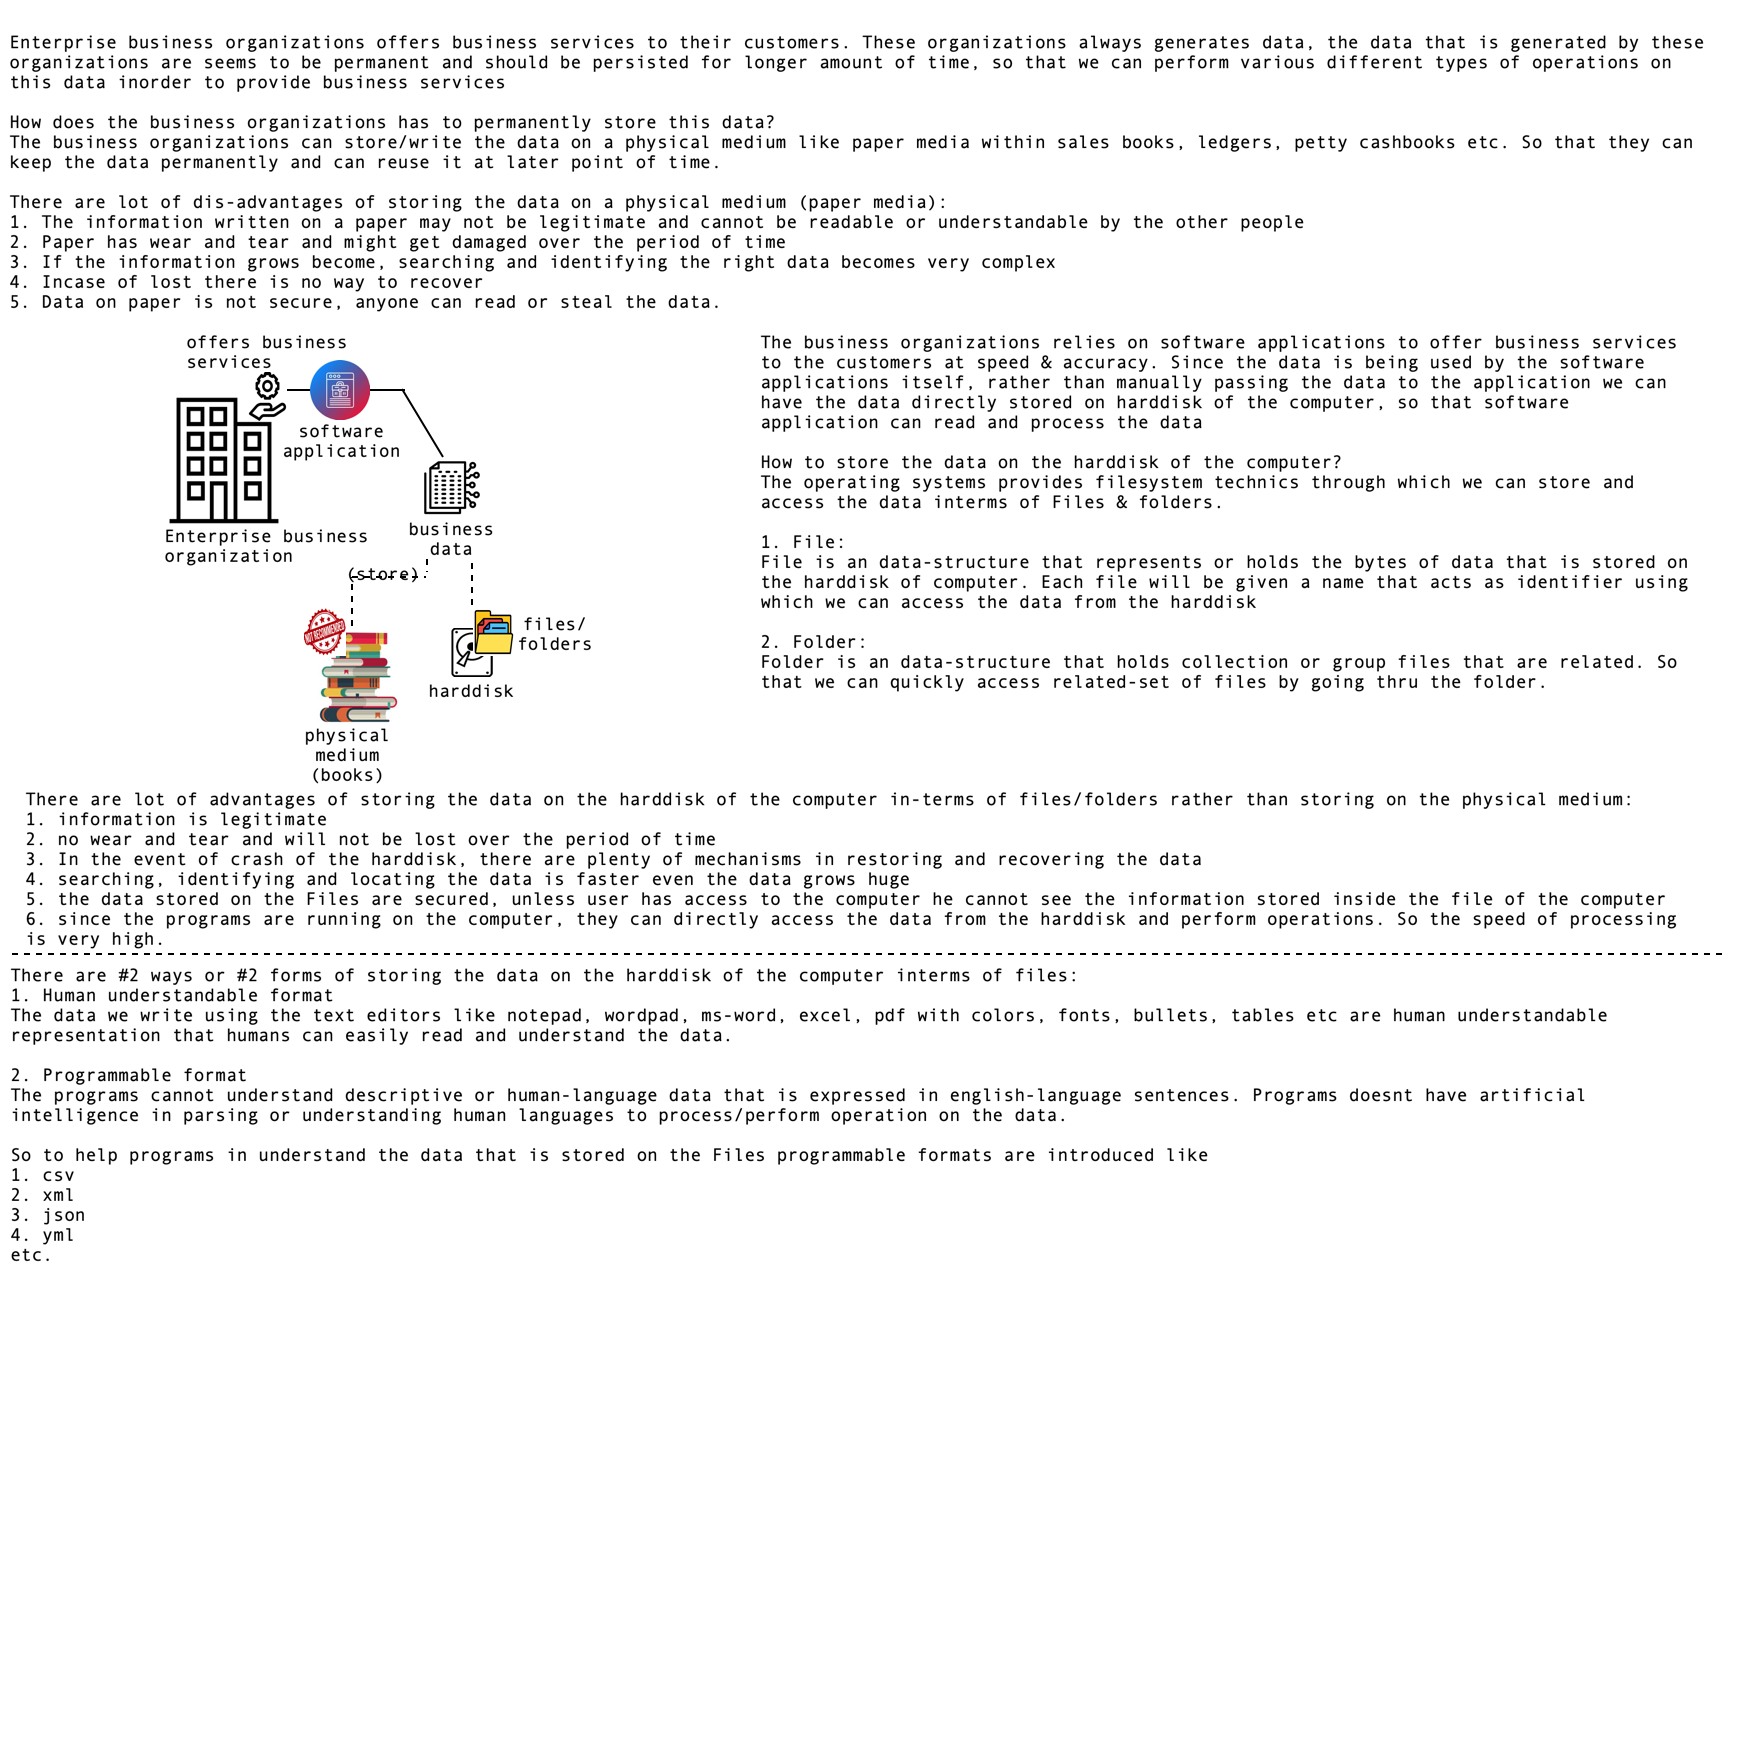 Enterprise business organizations offers business services to their customers. These organizations always generates data, the data that is generated by these
organizations are seems to be permanent and should be persisted for longer amount of time, so that we can perform various different types of operations on
this data inorder to provide business services
How does the business organizations has to permanently store this data?
The business organizations can store/write the data on a physical medium like paper media within sales books, ledgers, petty cashbooks etc. So that they can
keep the data permanently and can reuse it at later point of time.
There are lot of dis-advantages of storing the data on a physical medium (paper media):
1. The information written on a paper may not be legitimate and cannot be readable or understandable by the other people
2. Paper has wear and tear and might get damaged over the period of time
3. If the information grows become, searching and identifying the right data becomes very complex
4. Incase of lost there is no way to recover
5. Data on paper is not secure, anyone can read or steal the data.
offers business
services
software
application
Enterprise business
organization
business
data
(store)
NOT RECOMMENDED
files/
folders
harddisk
physical
medium
(books)
The business organizations relies on software applications to offer business services
to the customers at speed & accuracy. Since the data is being used by the software
applications itself, rather than manually passing the data to the application we can
have the data directly stored on harddisk of the computer, so that software
application can read and process the data
How to store the data on the harddisk of the computer?
The operating systems provides filesystem technics through which we can store and
access the data interms of Files & folders.
1. File:
File is an data-structure that represents or holds the bytes of data that is stored on
the harddisk of computer. Each file will be given a name that acts as identifier using
which we can access the data from the harddisk
2. Folder:
Folder is an data-structure that holds collection or group files that are related. So
that we can quickly access related-set of files by going thru the folder.
There are lot of advantages of storing the data on the harddisk of the computer in-terms of files/folders rather than storing on the physical medium:
1. information is legitimate
2. no wear and tear and will not be lost over the period of time
3. In the event of crash of the harddisk, there are plenty of mechanisms in restoring and recovering the data
4. searching, identifying and locating the data is faster even the data grows huge
5. the data stored on the Files are secured, unless user has access to the computer he cannot see the information stored inside the file of the computer
6. since the programs are running on the computer, they can directly access the data from the harddisk and perform operations. So the speed of processing
is very high.
There are #2 ways or #2 forms of storing the data on the harddisk of the computer interms of files:
1. Human understandable format
The data we write using the text editors like notepad, wordpad, ms-word, excel, pdf with colors, fonts, bullets, tables etc are human understandable
representation that humans can easily read and understand the data.
2. Programmable format
The programs cannot understand descriptive or human-language data that is expressed in english-language sentences. Programs doesnt have artificial
intelligence in parsing or understanding human languages to process/perform operation on the data.
So to help programs in understand the data that is stored on the Files programmable formats are introduced like
1. csv
2. xml
3. json
4. yml
etc.